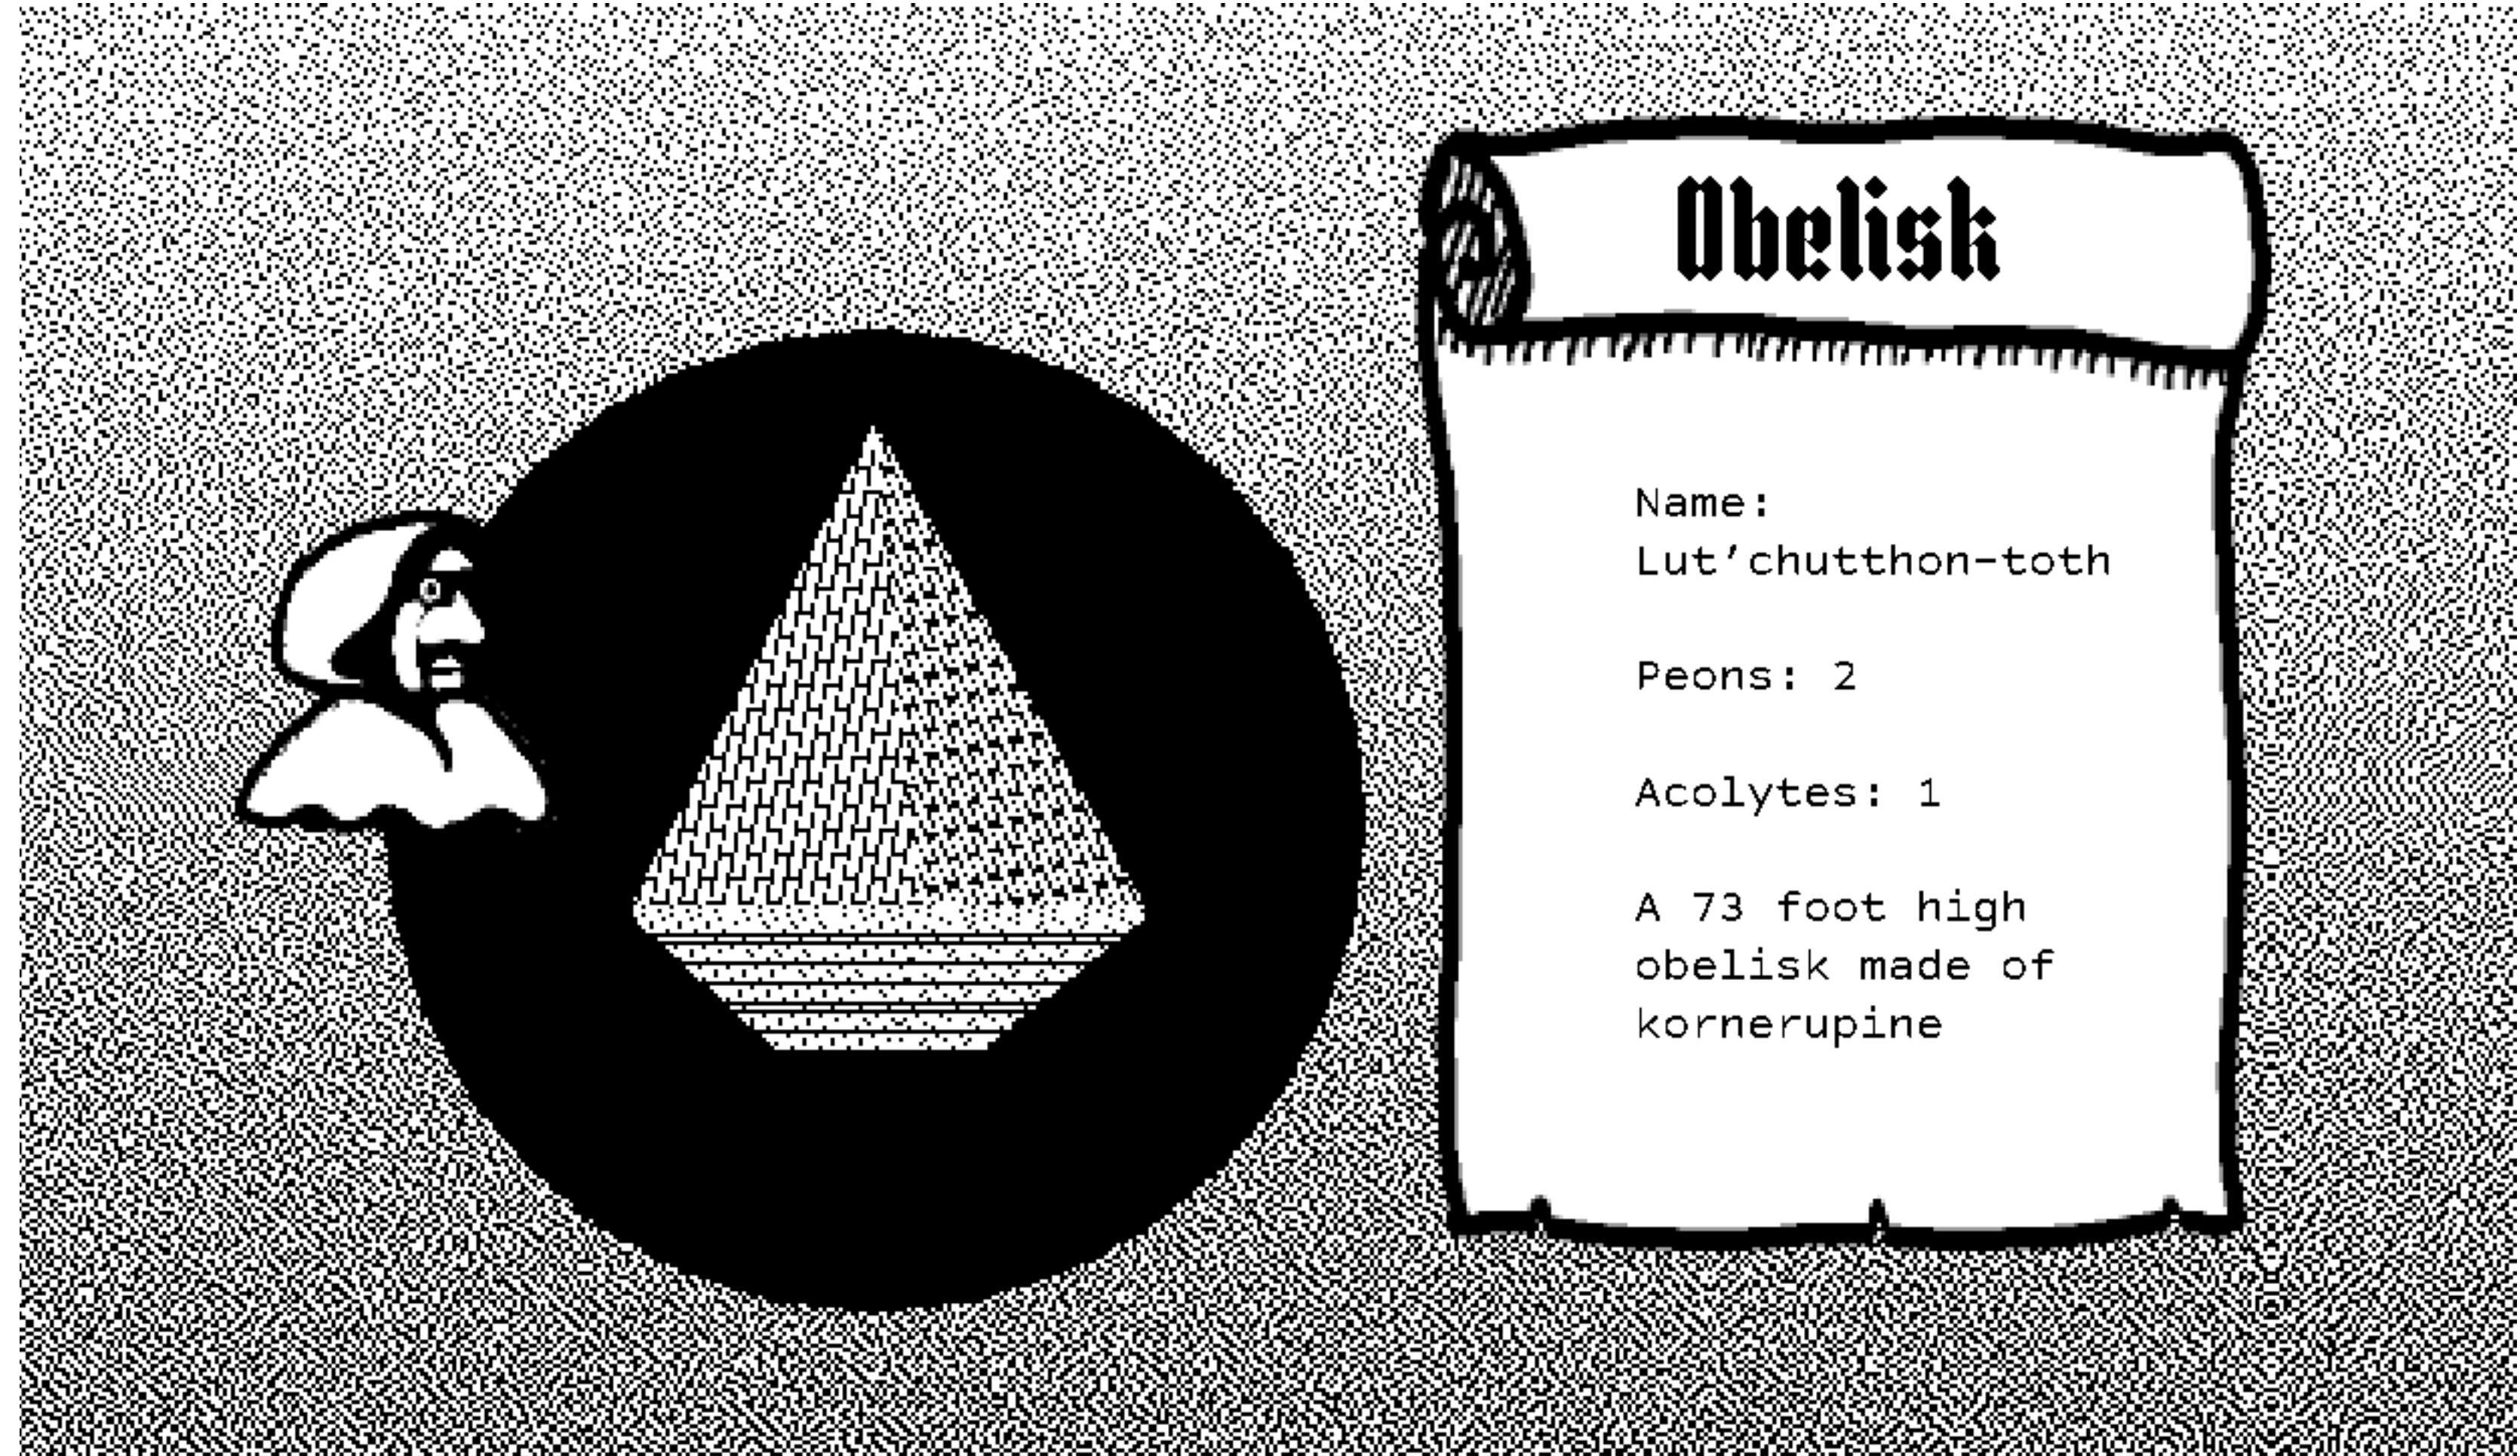 Obelisk
Name:
Lut’chutthon-toth
Peons: 2
Acolytes: 1
A 73 foot high
obelisk made of
kornerupine